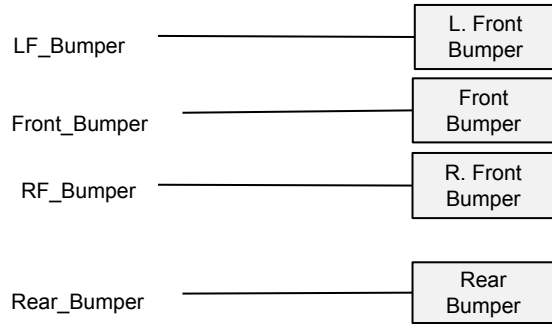 LF_Bumper
L. Front
Bumper
Front_Bumper
Front
Bumper
RF_Bumper
R. Front
Bumper
Rear_Bumper
Rear
Bumper